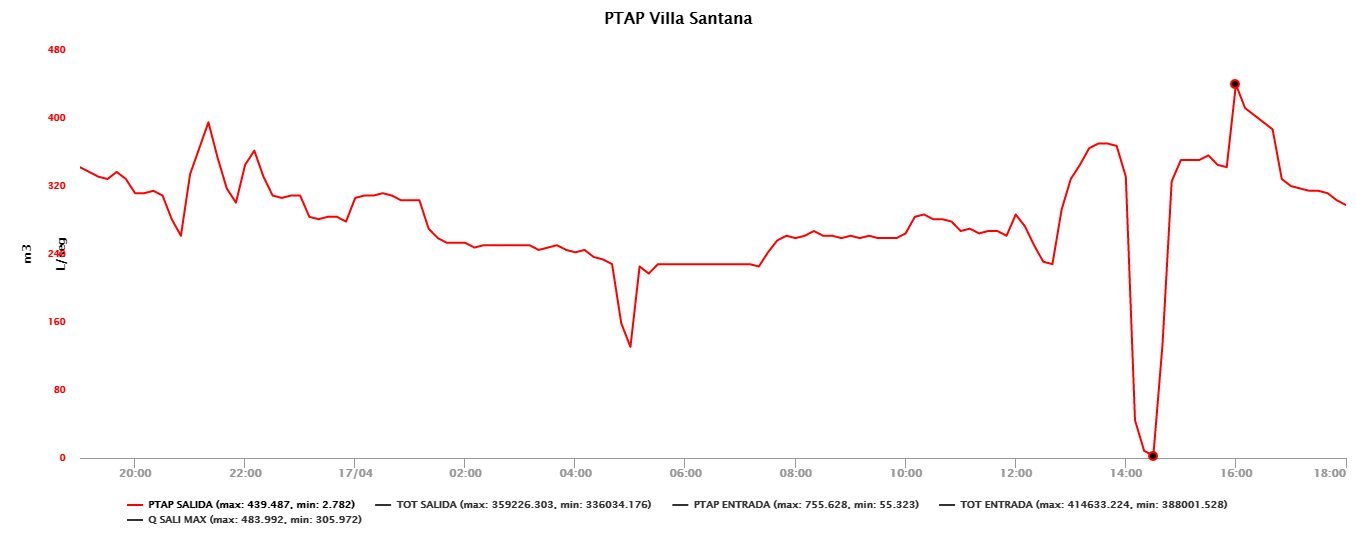 PTAP Villa Santana
480
400
320
240
160
80
0
m3
L/seg
20:00 22:00 17/04 02:00 04:00 06:00 08:00 10:00 12:00 14:00 16:00 18:00
PTAP SALIDA (max: 439.487, min: 2.782) TOT SALIDA (max: 359226.303, min: 336034.176) PTAP ENTRADA (max: 755.628, min: 55.323) TOT ENTRADA (max: 414633.224, min: 388001.528)
Q SALI MAX (max: 483.992, min: 305.972)